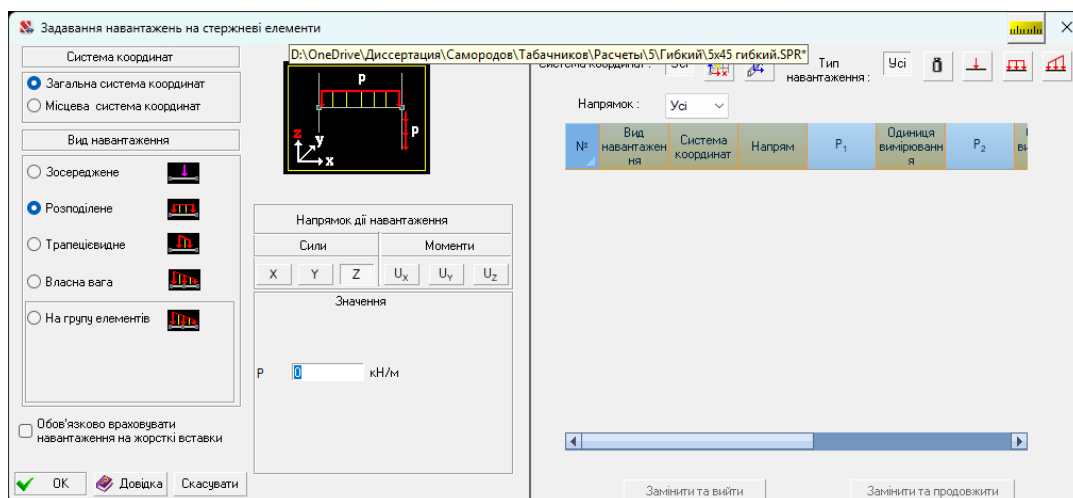 Задавання навантажень на стержневі елементи
D:\OneDrive\Диссертация\Самородов\Табачников\Расчеты\5\Гибкий\5x45 гибкий.SPR*
Система координат
Загальна система координат
Місцева система координат
Вид навантаження
Зосереджене
Розподілене
Трапецієвидне
Власна вага
На групу елементів
Обов'язково враховувати
навантаження на жорсткі вставки
OK
Довідка
Скасувати
P
P
z
y
x
Напрямок дії навантаження
Сили
Моменти
X
Y
Z
UX
UY
UZ
Значення
P
0
кН/м
Тип
навантаження :
Усі
Напрямок :
Усі
№
Вид
навантажен
ня
Система
координат
Напрям
P1
Одиниця
вимірюванн
я
P2
Замінити та вийти
Замінити та продовжити